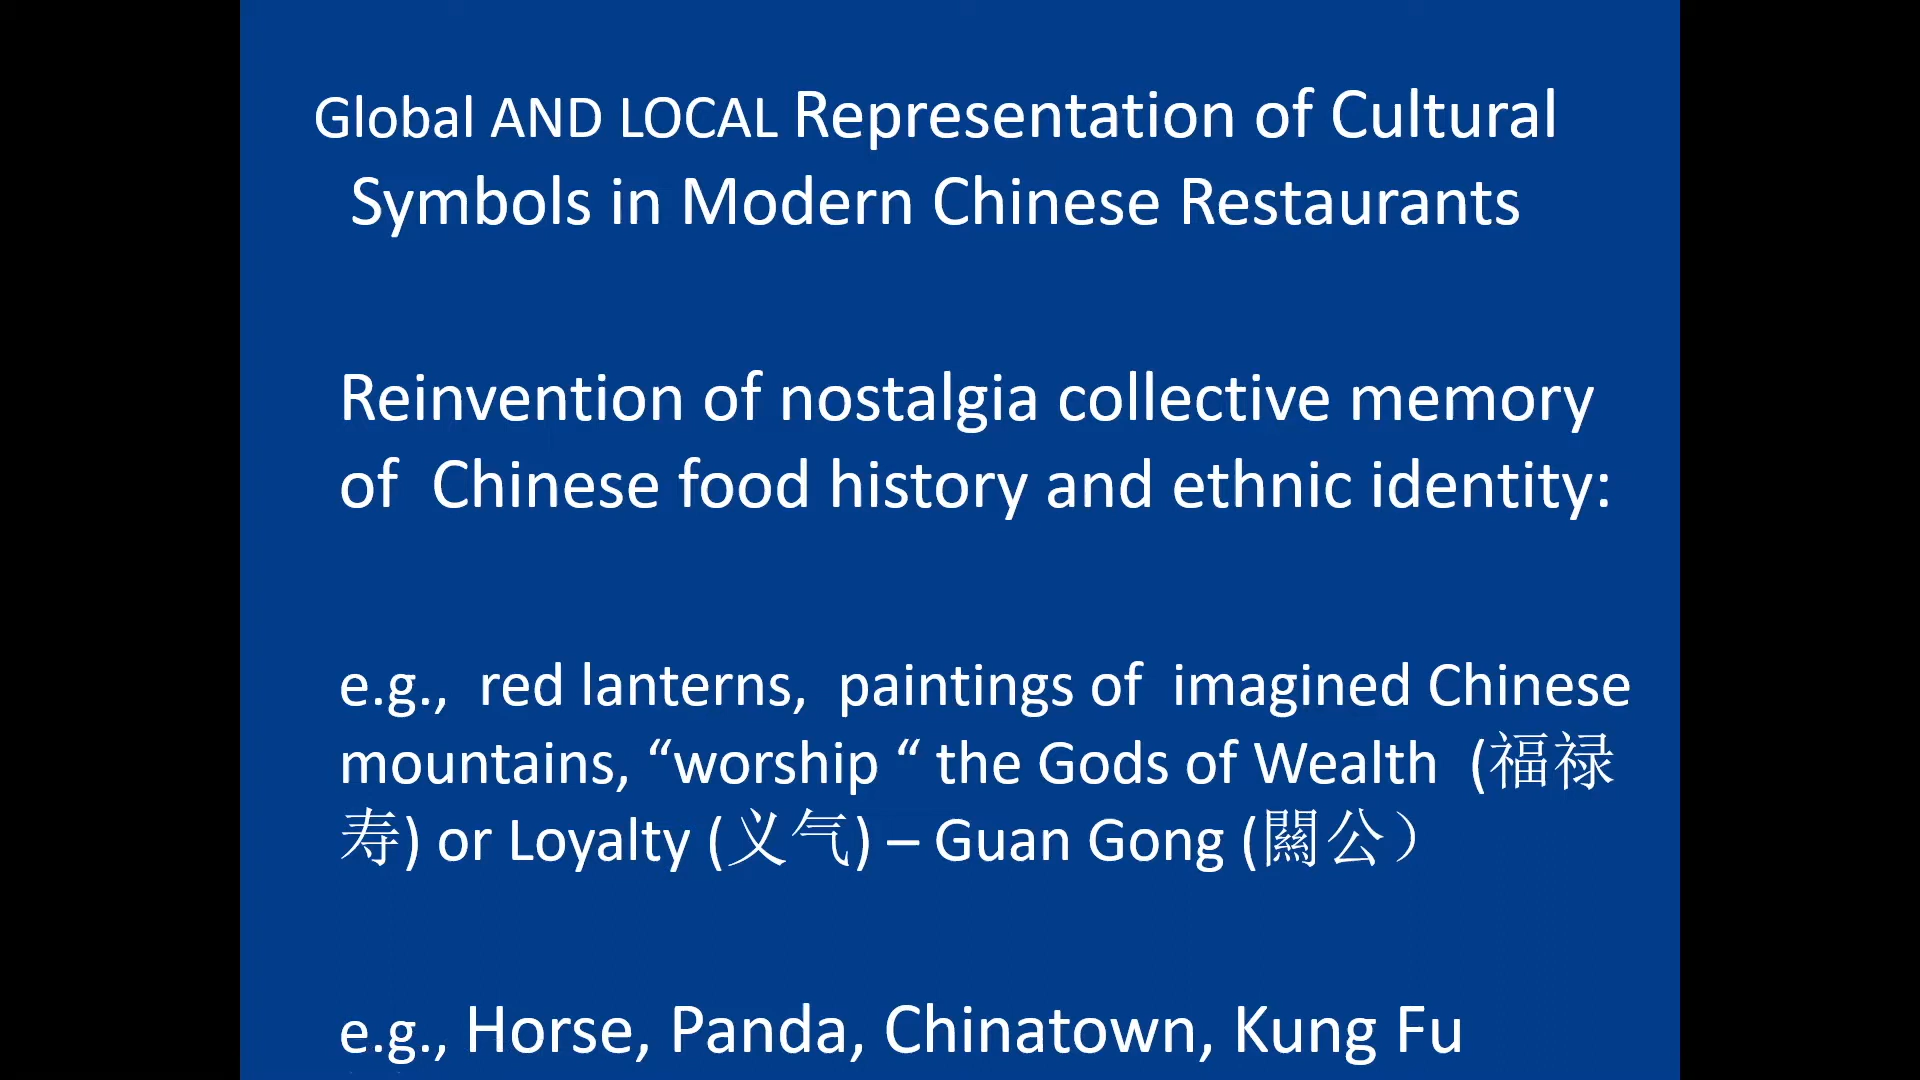 Global AND LOCAL Representation of Cultural
Symbols in Modern Chinese Restaurants
Reinvention of nostalgia collective memory
of  Chinese food history and ethnic identity:
e.g.,  red lanterns,  paintings of  imagined Chinese
mountains, “worship “ the Gods of Wealth  (福禄
寿) or Loyalty (义气) – Guan Gong (關公）
e.g., Horse, Panda, Chinatown, Kung Fu